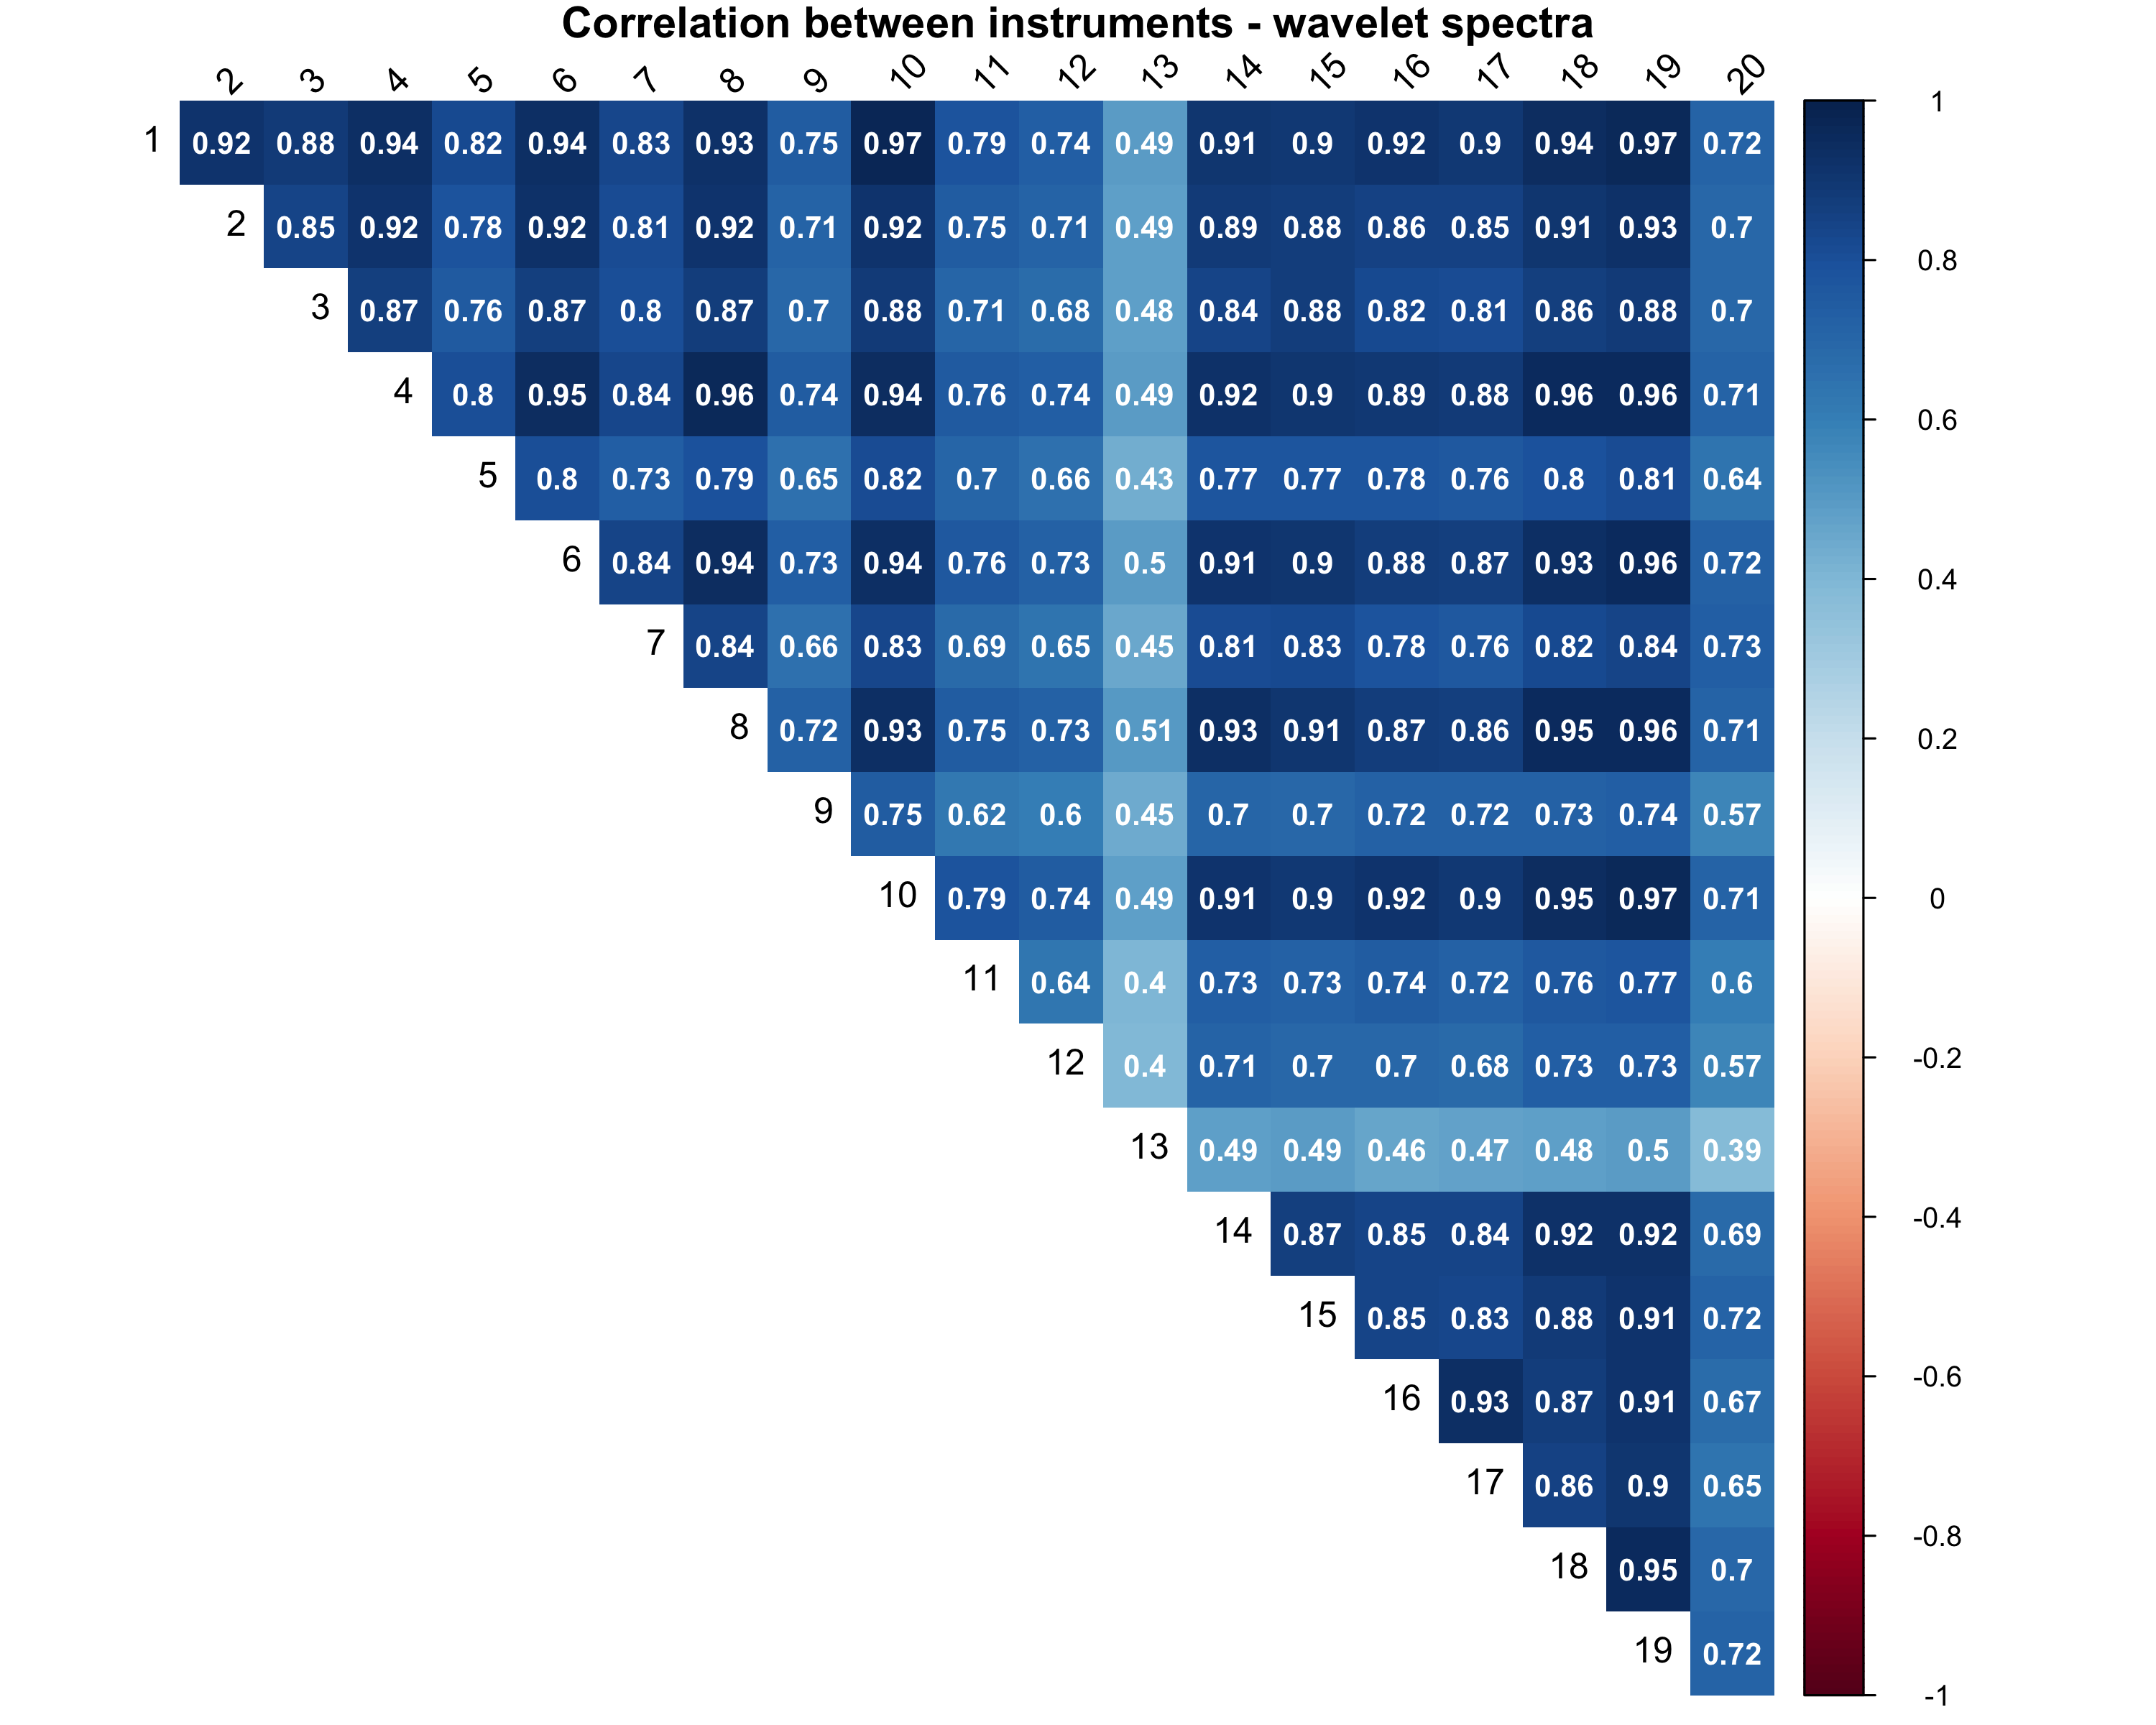 Correlation between instruments - wavelet spectra
2 3 4 5 6 7 8 9 10 11 12 13 14 15 16 17 18 19 20
1 0.92 0.88 0.94 0.82 0.94 0.83 0.93 0.75 0.97 0.79 0.74 0.49 0.91 0.9 0.92 0.9 0.94 0.97 0.72
2 0.85 0.92 0.78 0.92 0.81 0.92 0.71 0.92 0.75 0.71 0.49 0.89 0.88 0.86 0.85 0.91 0.93 0.7
3 0.87 0.76 0.87 0.8 0.87 0.7 0.88 0.71 0.68 0.48 0.84 0.88 0.82 0.81 0.86 0.88 0.7
4 0.8 0.95 0.84 0.96 0.74 0.94 0.76 0.74 0.49 0.92 0.9 0.89 0.88 0.96 0.96 0.71
5 0.8 0.73 0.79 0.65 0.82 0.7 0.66 0.43 0.77 0.77 0.78 0.76 0.8 0.81 0.64
6 0.84 0.94 0.73 0.94 0.76 0.73 0.5 0.91 0.9 0.88 0.87 0.93 0.96 0.72
7 0.84 0.66 0.83 0.69 0.65 0.45 0.81 0.83 0.78 0.76 0.82 0.84 0.73
8 0.72 0.93 0.75 0.73 0.51 0.93 0.91 0.87 0.86 0.95 0.96 0.71
9 0.75 0.62 0.6 0.45 0.7 0.7 0.72 0.72 0.73 0.74 0.57
10 0.79 0.74 0.49 0.91 0.9 0.92 0.9 0.95 0.97 0.71
11 0.64 0.4 0.73 0.73 0.74 0.72 0.76 0.77 0.6
12 0.4 0.71 0.7 0.7 0.68 0.73 0.73 0.57
13 0.49 0.49 0.46 0.47 0.48 0.5 0.39
14 0.87 0.85 0.84 0.92 0.92 0.69
15 0.85 0.83 0.88 0.91 0.72
16 0.93 0.87 0.91 0.67
17 0.86 0.9 0.65
18 0.95 0.7
19 0.72
1
0.8
0.6
0.4
0.2
0
-0.2
-0.4
-0.6
-0.8
-1